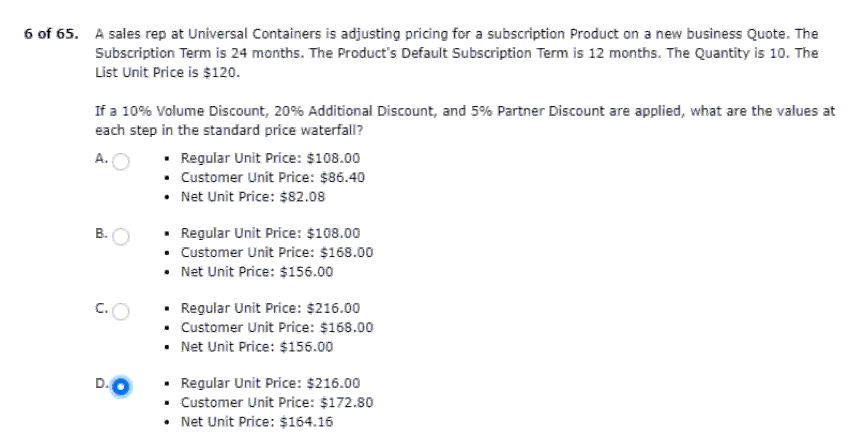 6 of 65. A sales rep at Universal Containers is adjusting pricing for a subscription Product on a new business Quote. The
Subscription Term is 24 months. The Product's Default Subscription Term is 12 months. The Quantity is 10. The
List Unit Price is $120.
If a 10% Volume Discount, 20% Additional Discount, and 5% Partner Discount are applied, what are the values at
each step in the standard price waterfall?
A. • Regular Unit Price: $108.00
• Customer Unit Price: $86.40
• Net Unit Price: $82.08
B. • Regular Unit Price: $108.00
• Customer Unit Price: $168.00
• Net Unit Price: $156.00
C. • Regular Unit Price: $216.00
• Customer Unit Price: $168.00
• Net Unit Price: $156.00
D. • Regular Unit Price: $216.00
• Customer Unit Price: $172.80
• Net Unit Price: $164.16